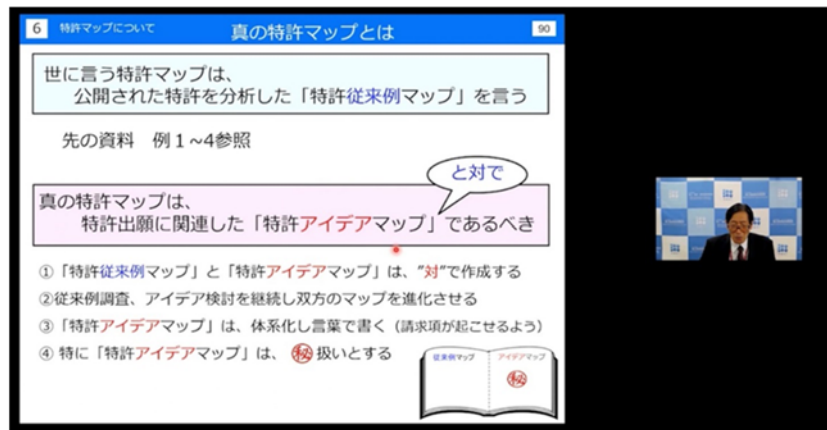 6 特許マップについて 真の特許マップとは 90
世に言う特許マップは、
公開された特許を分析した「特許従来例マップ」を言う
先の資料 例1~4参照
と対で
真の特許マップは、
特許出願に関連した「特許アイデアマップ」であるべき
①「特許従来例マップ」と「特許アイデアマップ」は、”対”で作成する
②従来例調査、アイデア検討を継続し双方のマップを進化させる
③「特許アイデアマップ」は、体系化し言葉で書く（請求項が起こせるよう）
④ 特に「特許アイデアマップ」は、㊙扱いとする
従来例マップ アイデアマップ
㊙